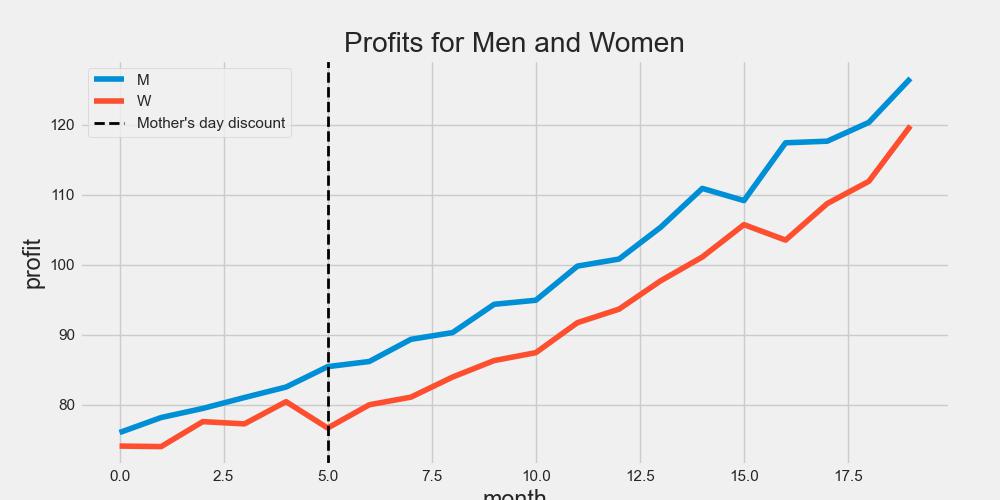 Profits for Men and Women
M
W
Mother's day discount
profit
120
110
100
90
80
0.0 2.5 5.0 7.5 10.0 12.5 15.0 17.5
month